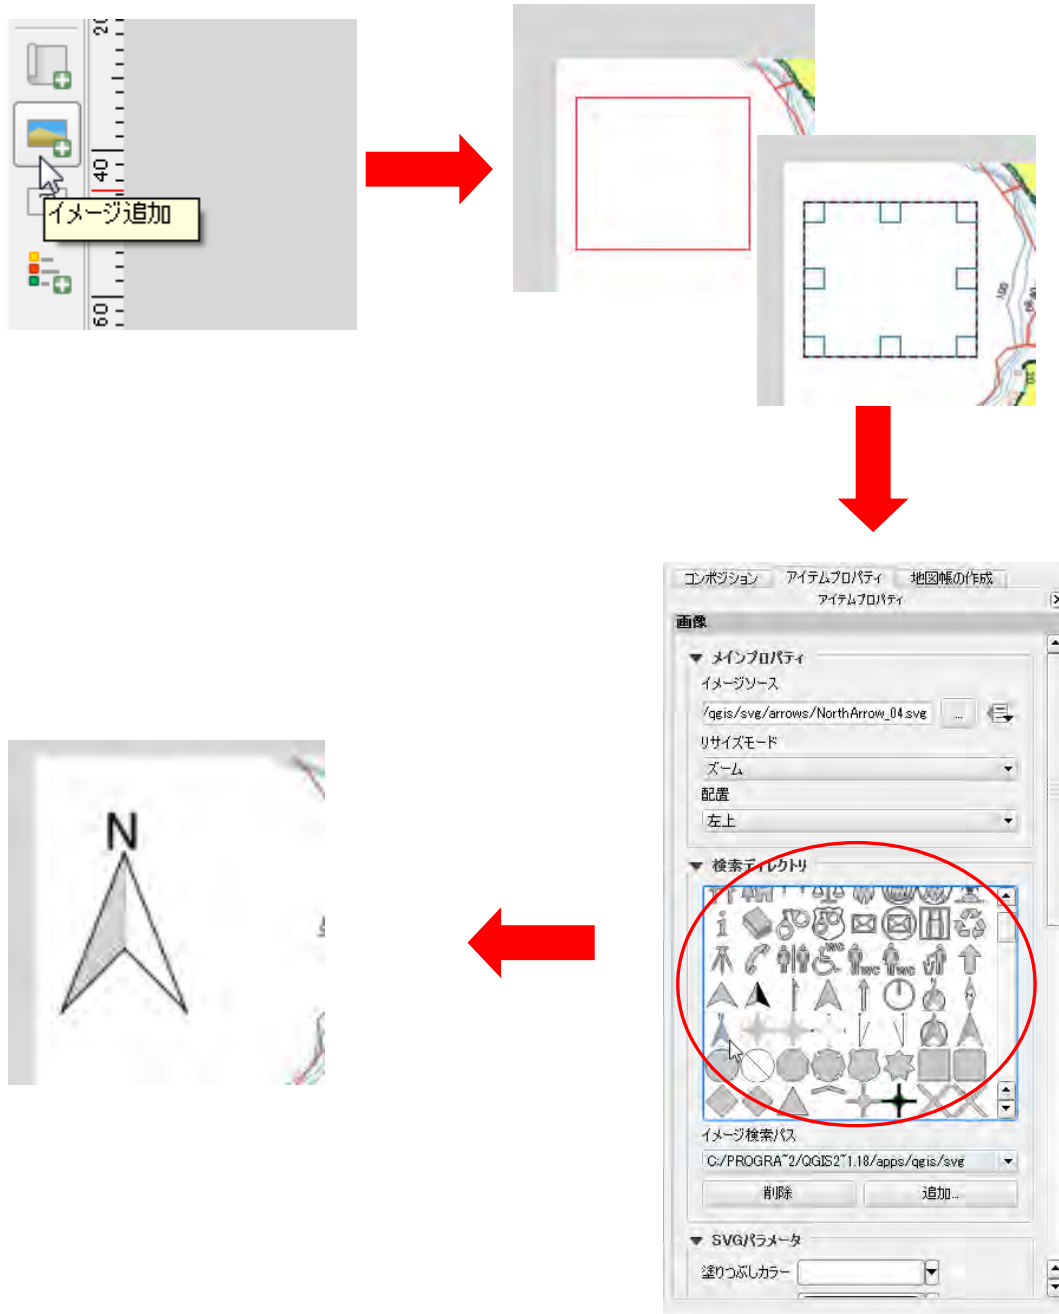 20
40
イメージ追加
60
コンポジション アイテムプロパティ 地図帳の作成
アイテムプロパティ
画像
メインプロパティ
イメージソース
/qgis/svg/arrows/NorthArrow_04.svg ...
リサイズモード
ズーム
配置
左上
N
検索ディレクトリ
i
WC
WC WC
イメージ検索パス
C:/PROGRA~2/QGIS2~1.18/apps/qgis/svg
削除 追加...
SVGパラメータ
塗りつぶしカラー